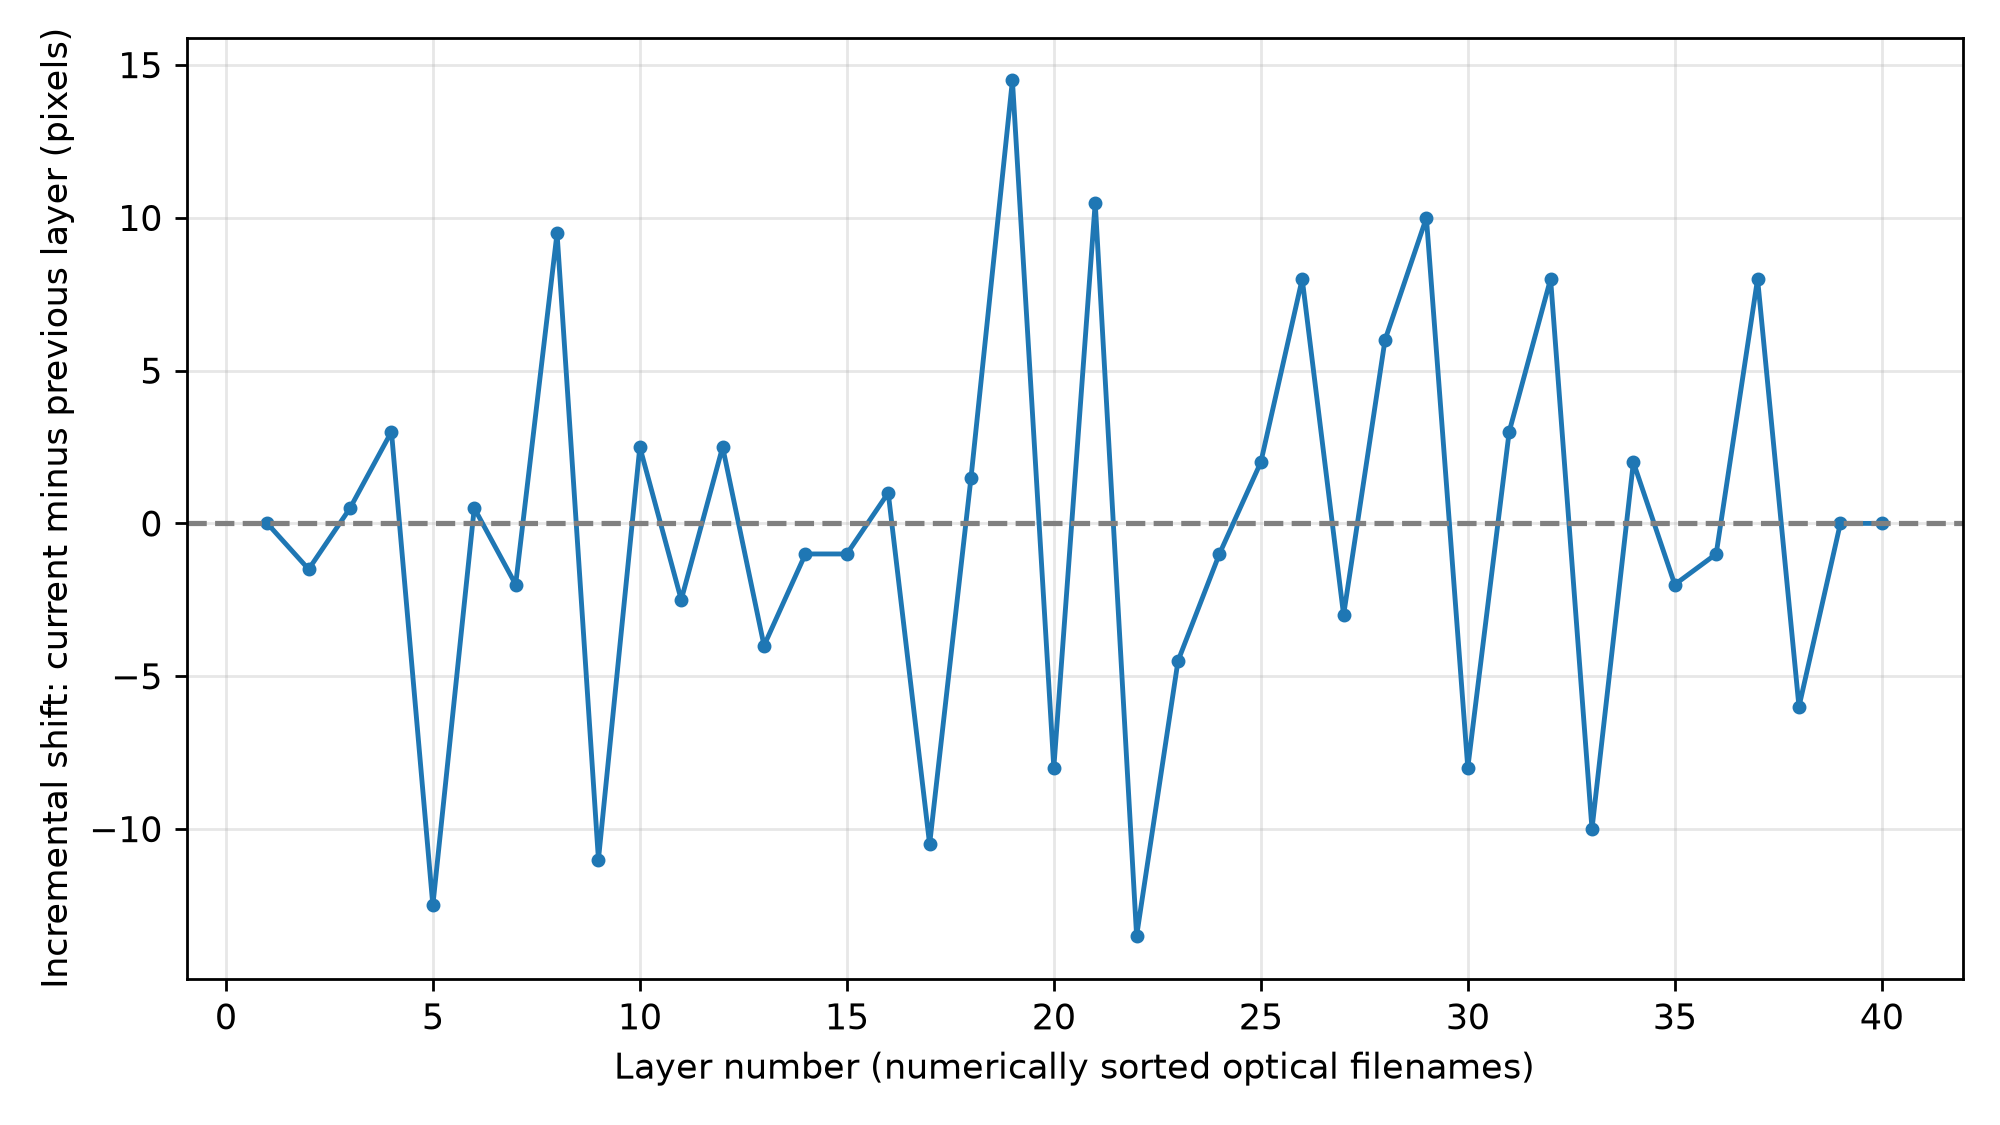 Incremental shift: current minus previous layer (pixels)
15
10
5
0
−5
−10
0 5 10 15 20 25 30 35 40
Layer number (numerically sorted optical filenames)